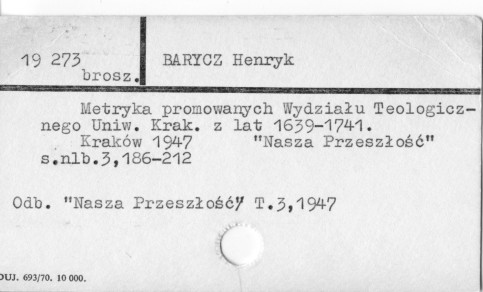 19 273 BARYCZ Henryk
brosz.
Metryka promowanych Wydziału Teologicz-
nego Uniw. Krak. z lat 1639-1741.
Kraków 1947 "Nasza Przeszłość"
s.nlb.3,186-212
Odb. "Nasza Przeszłość" T.3,1947
DUJ. 693/70. 10 000.